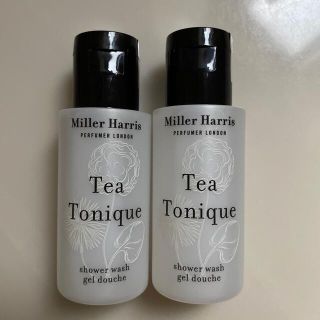 Miller Harris
PERFUMER LONDON
Tea
Tonique
shower wash
gel douche
Miller Harris
PERFUMER LONDON
Tea
Tonique
shower wash
gel douche